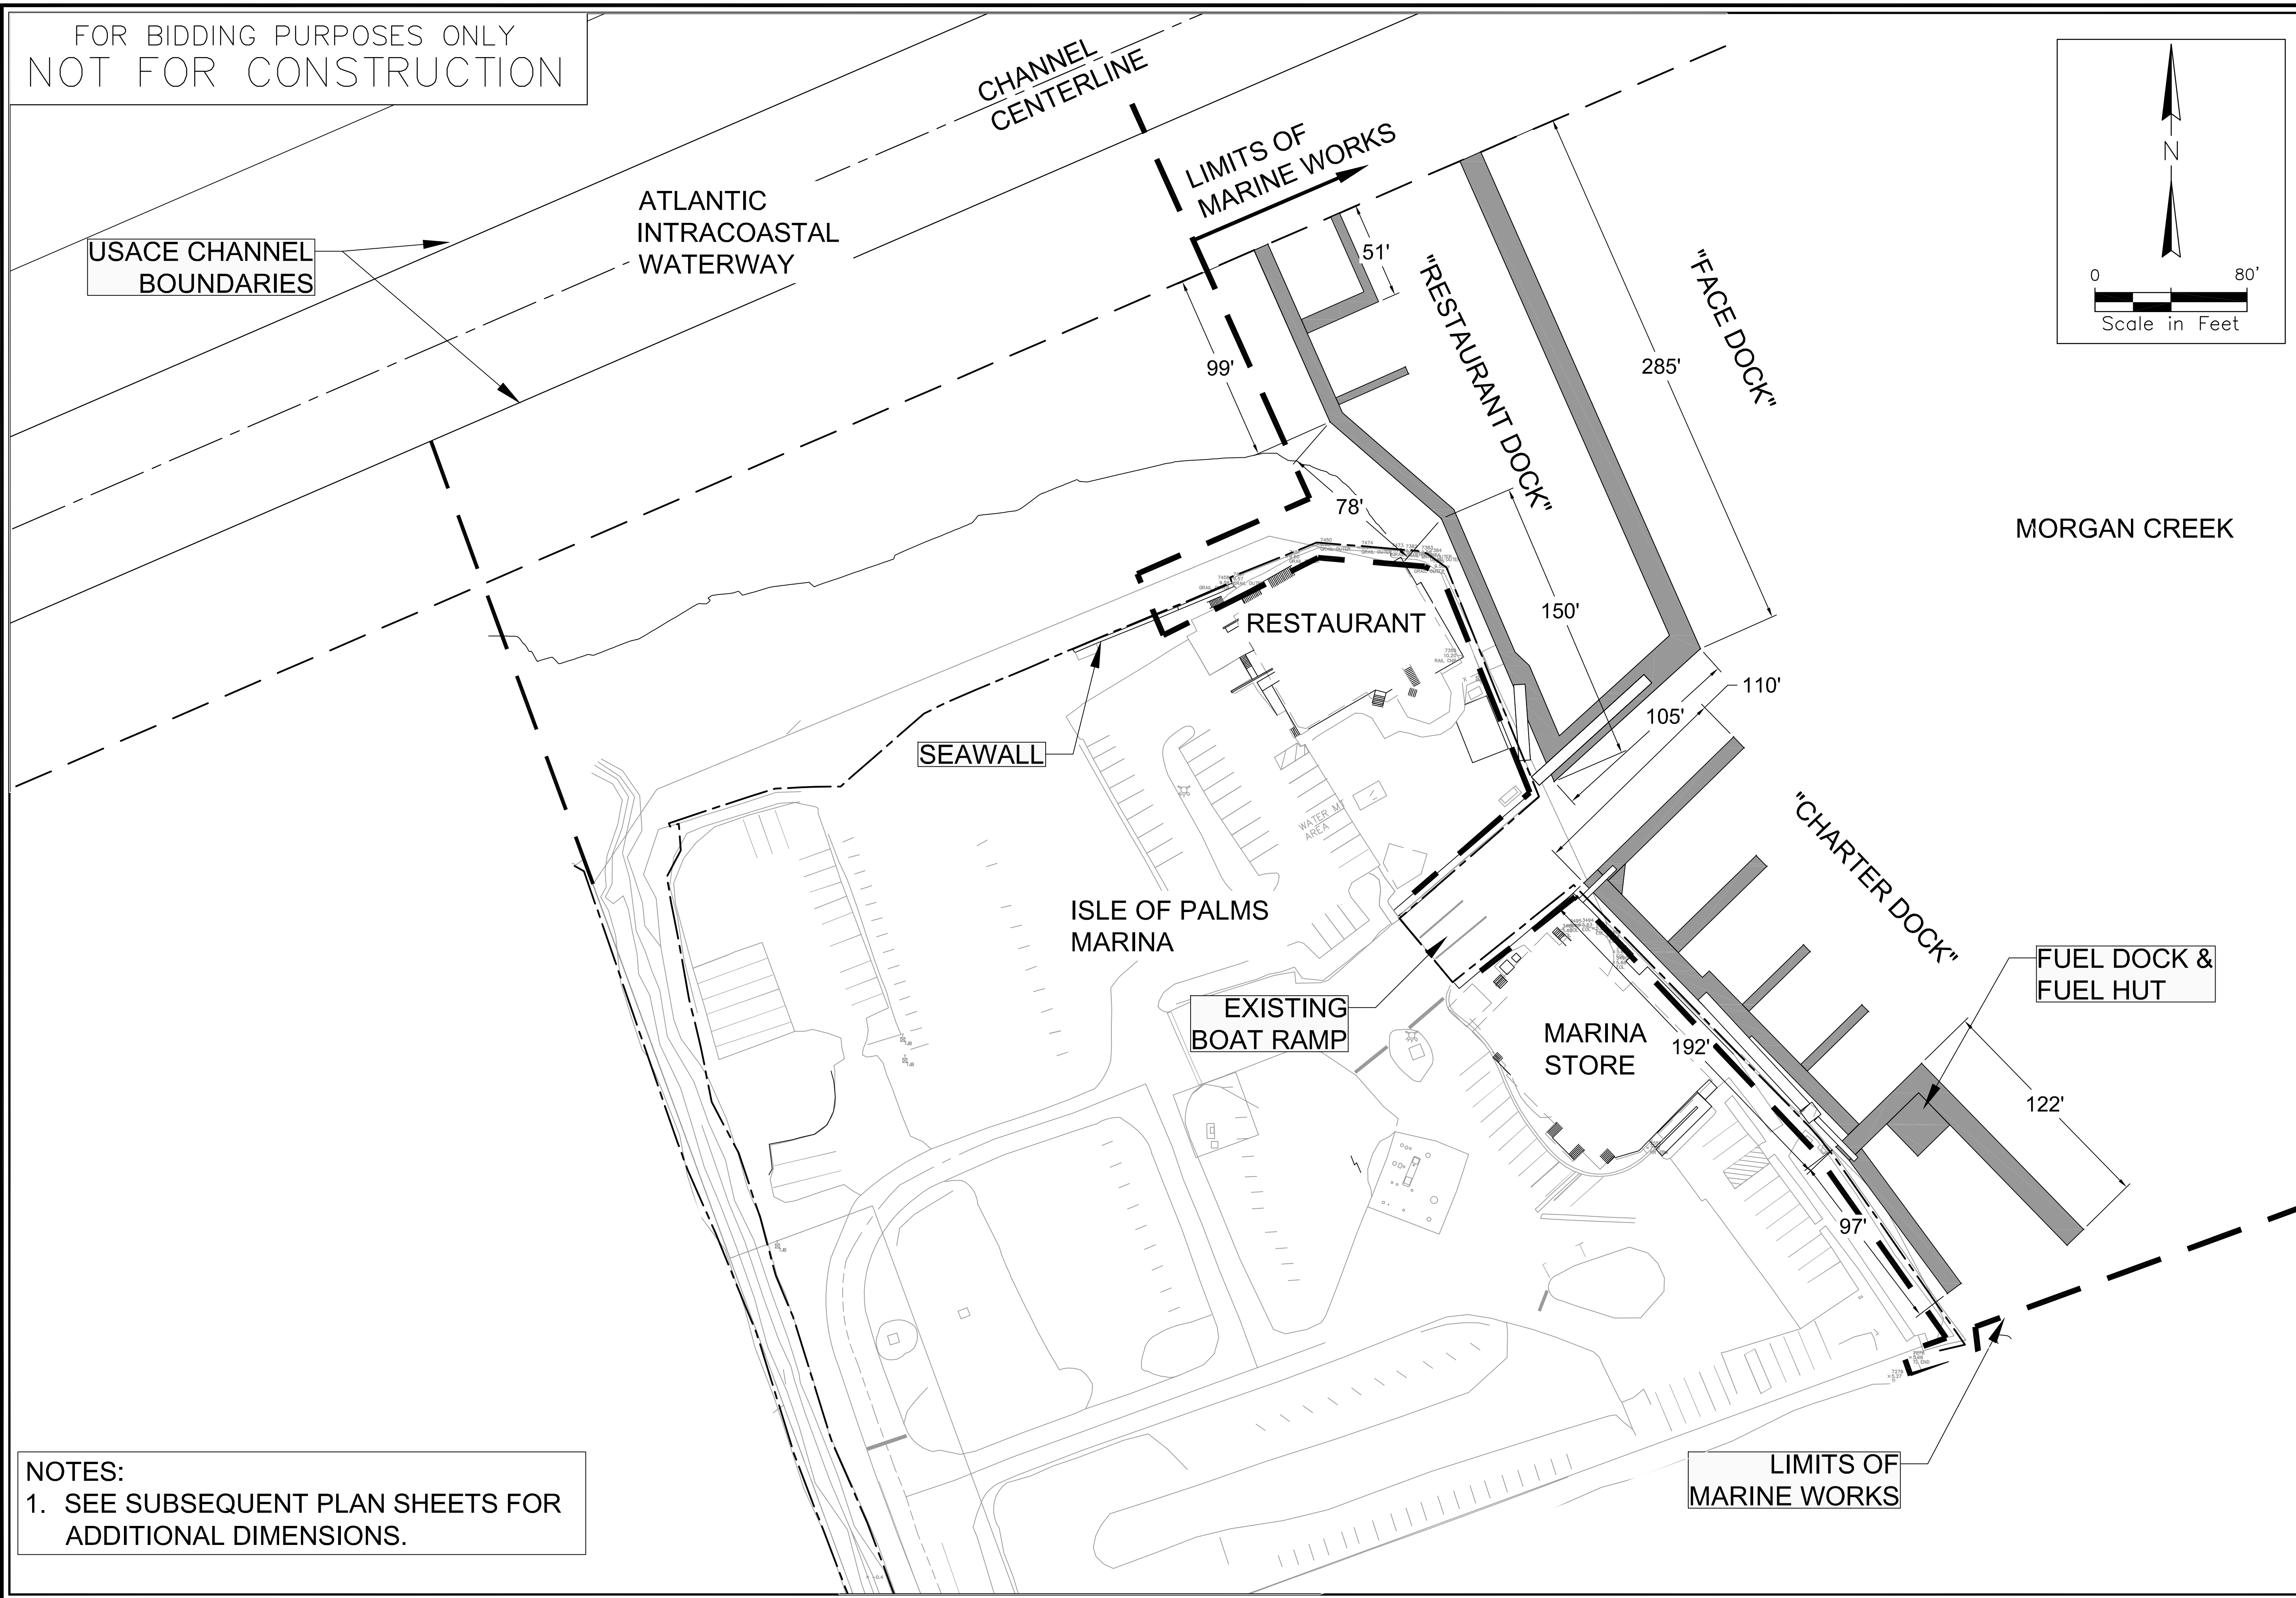 FOR BIDDING PURPOSES ONLY
NOT FOR CONSTRUCTION
CHANNEL
CENTERLINE
LIMITS OF
MARINE WORKS
N
0 80'
Scale in Feet
ATLANTIC
INTRACOASTAL
WATERWAY
USACE CHANNEL
BOUNDARIES
51'
99'
"RESTAURANT DOCK"
285'
"FACE DOCK"
78'
MORGAN CREEK
150'
RESTAURANT
110'
105'
SEAWALL
WATER MT
AREA
"CHARTER DOCK"
ISLE OF PALMS
MARINA
FUEL DOCK &
FUEL HUT
EXISTING
BOAT RAMP
MARINA
STORE
192'
122'
97'
LIMITS OF
MARINE WORKS
NOTES:
1. SEE SUBSEQUENT PLAN SHEETS FOR
ADDITIONAL DIMENSIONS.